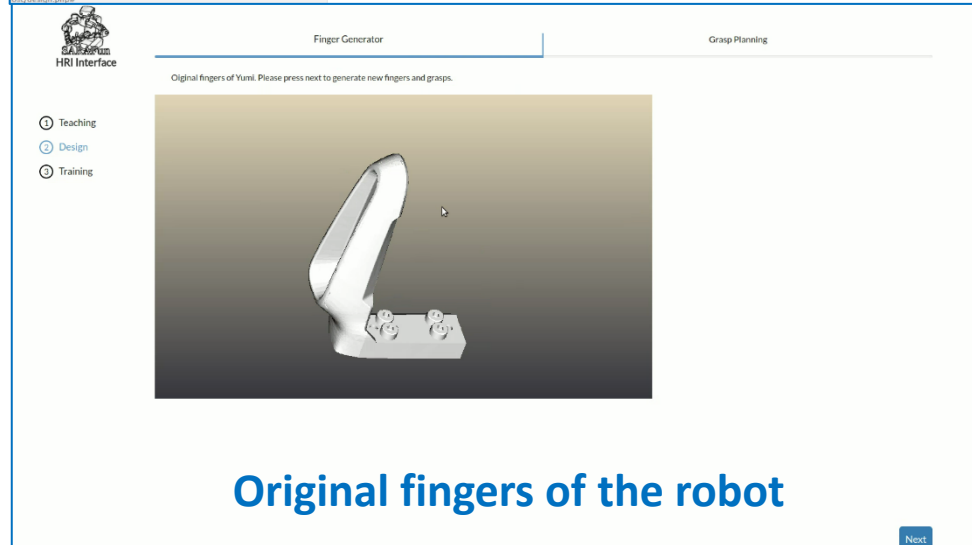 SARAFun
HRI Interface
Finger Generator
Grasp Planning
Oiginal fingers of Yumi. Please press next to generate new fingers and grasps.
1 Teaching
2 Design
3 Training
Original fingers of the robot
Next